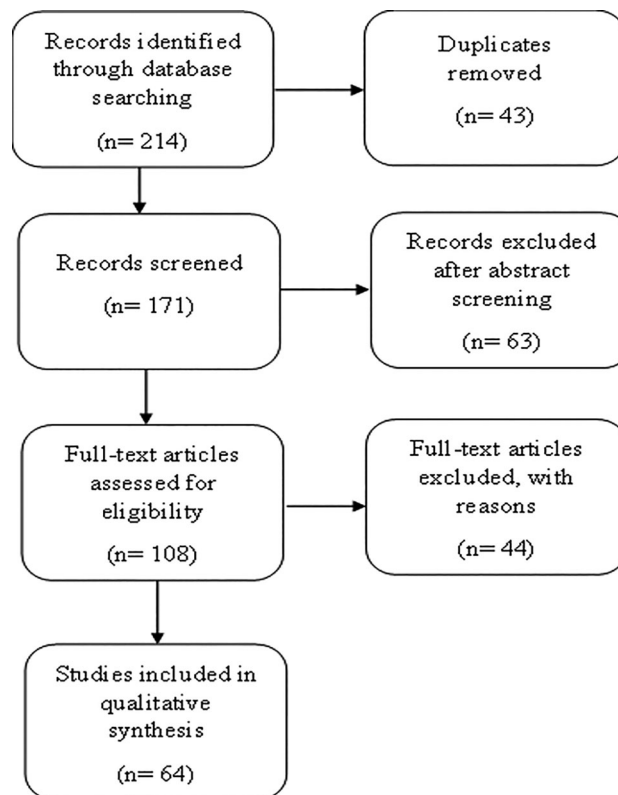 Records identified
through database
searching
(n= 214)
Duplicates
removed
(n= 43)
Records screened
(n= 171)
Records excluded
after abstract
screening
(n= 63)
Full-text articles
assessed for
eligibility
(n= 108)
Full-text articles
excluded, with
reasons
(n= 44)
Studies included in
qualitative
synthesis
(n= 64)